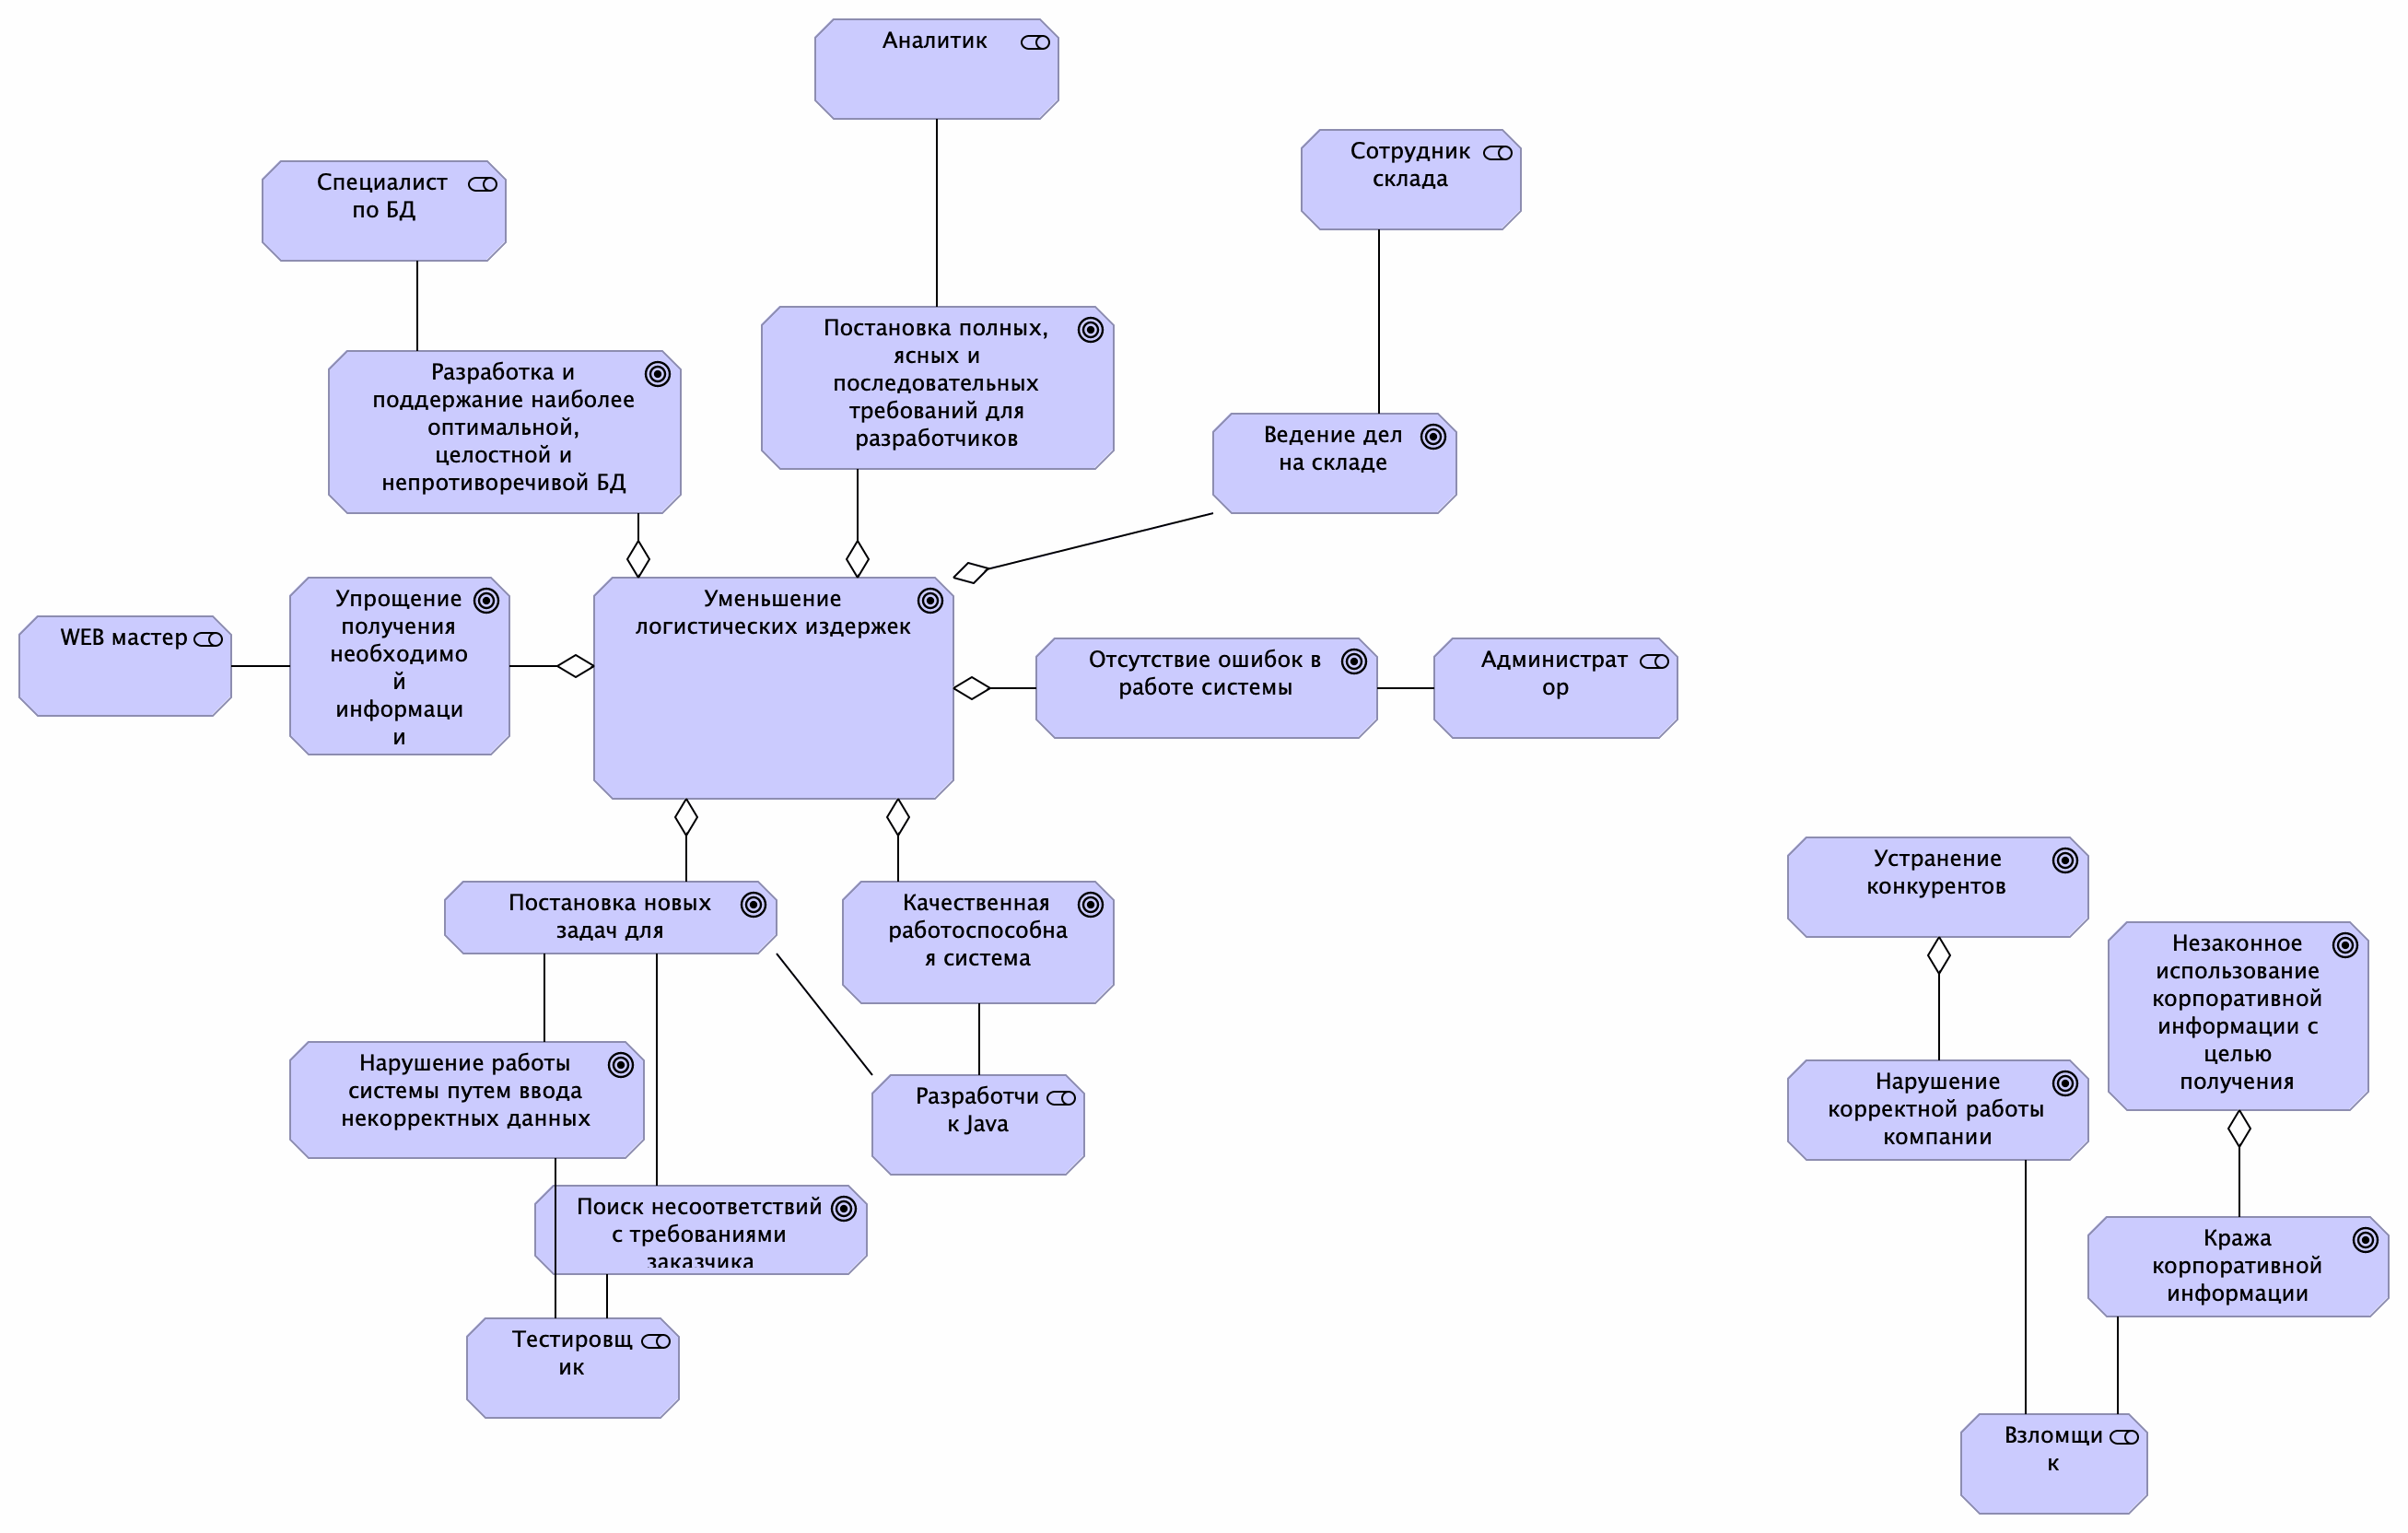 Аналитик
Сотрудник
склада
Специалист
по БД
Постановка полных,
ясных и
последовательных
требований для
разработчиков
Разработка и
поддержание наиболее
оптимальной,
целостной и
непротиворечивой БД
Ведение дел
на складе
WEB мастер
Упрощение
получения
необходимо
й
информаци
и
Уменьшение
логистических издержек
Отсутствие ошибок в
работе системы
Администрат
ор
Постановка новых
задач для
Качественная
работоспособна
я система
Устранение
конкурентов
Незаконное
использование
корпоративной
информации с
целью
получения
Нарушение работы
системы путем ввода
некорректных данных
Разработчи
к Java
Нарушение
корректной работы
компании
Поиск несоответствий
с требованиями
заказчика
Кража
корпоративной
информации
Тестировщ
ик
Взломщи
к